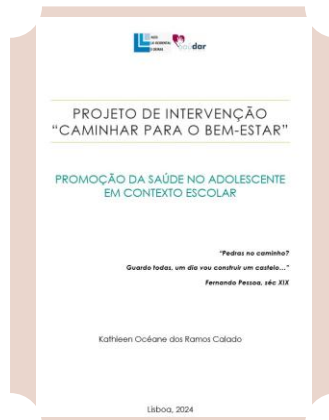 dar
PROJETO DE INTERVENÇÃO
“CAMINHAR PARA O BEM-ESTAR”
PROMOÇÃO DA SAÚDE NO ADOLESCENTE
EM CONTEXTO ESCOLAR
“Pedras no caminho?
Guardo todas, um dia vou construir um castelo...”
Fernando Pessoa, séc XIX
Kathleen Océane dos Ramos Calado
Lisboa, 2024